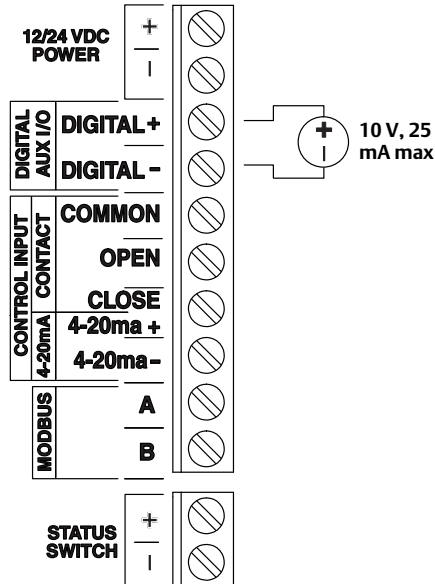 12/24 VDC
POWER
+
–
DIGITAL
AUX I/O
DIGITAL+
DIGITAL –
+
–
10 V, 25
mA max
CONTROL INPUT
CONTACT
COMMON
OPEN
CLOSE
4-20mA
4-20ma +
4-20ma –
MODBUS
A
B
STATUS
SWITCH
+
–